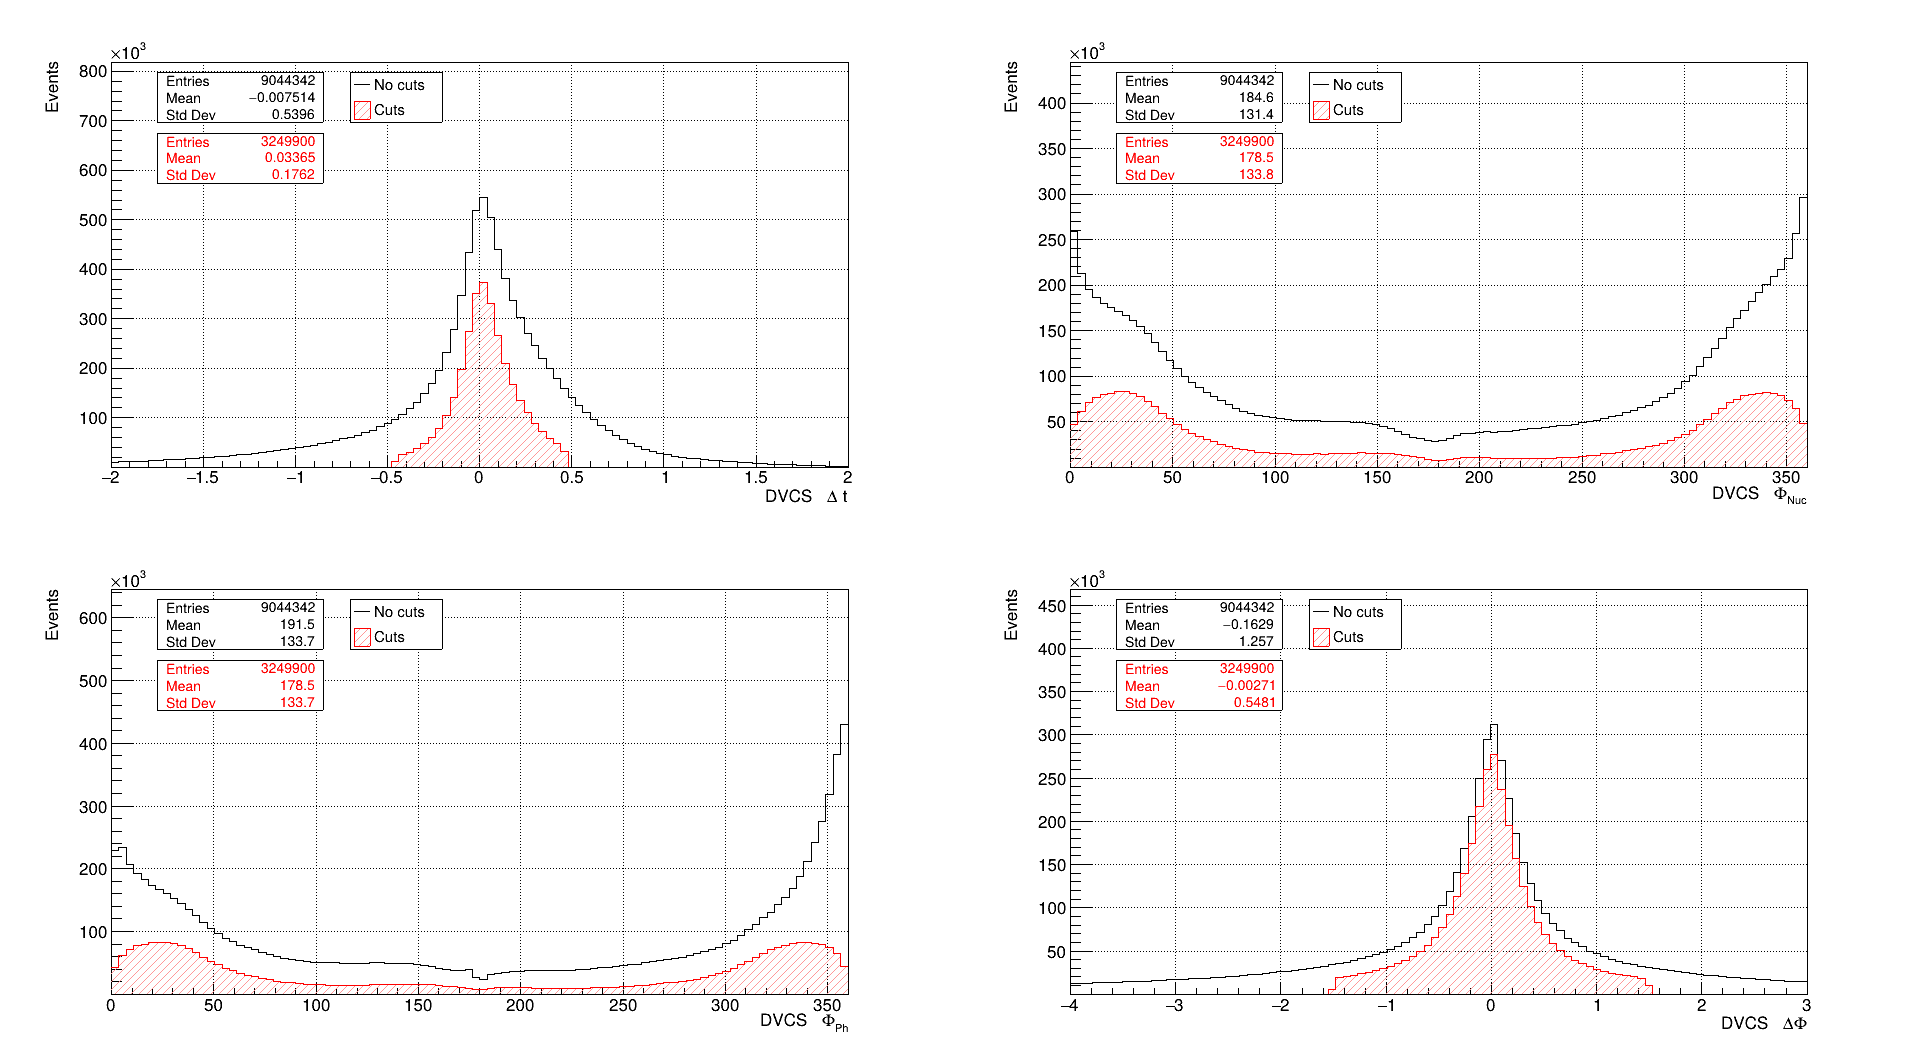 ×10³
Events
800
700
600
500
400
300
200
100
Entries 9044342
Mean −0.007514
Std Dev 0.5396
Entries 3249900
Mean 0.03365
Std Dev 0.1762
No cuts
Cuts
−2 −1.5 −1 −0.5 0 0.5 1 1.5 2
DVCS Δ t
×10³
Events
400
350
300
250
200
150
100
50
Entries 9044342
Mean 184.6
Std Dev 131.4
Entries 3249900
Mean 178.5
Std Dev 133.8
No cuts
Cuts
0 50 100 150 200 250 300 350
DVCS Φ_Nuc
×10³
Events
600
500
400
300
200
100
Entries 9044342
Mean 191.5
Std Dev 133.7
Entries 3249900
Mean 178.5
Std Dev 133.7
No cuts
Cuts
0 50 100 150 200 250 300 350
DVCS Φ_Ph
×10³
Events
450
400
350
300
250
200
150
100
50
Entries 9044342
Mean −0.1629
Std Dev 1.257
Entries 3249900
Mean −0.00271
Std Dev 0.5481
No cuts
Cuts
−4 −3 −2 −1 0 1 2 3
DVCS ΔΦ